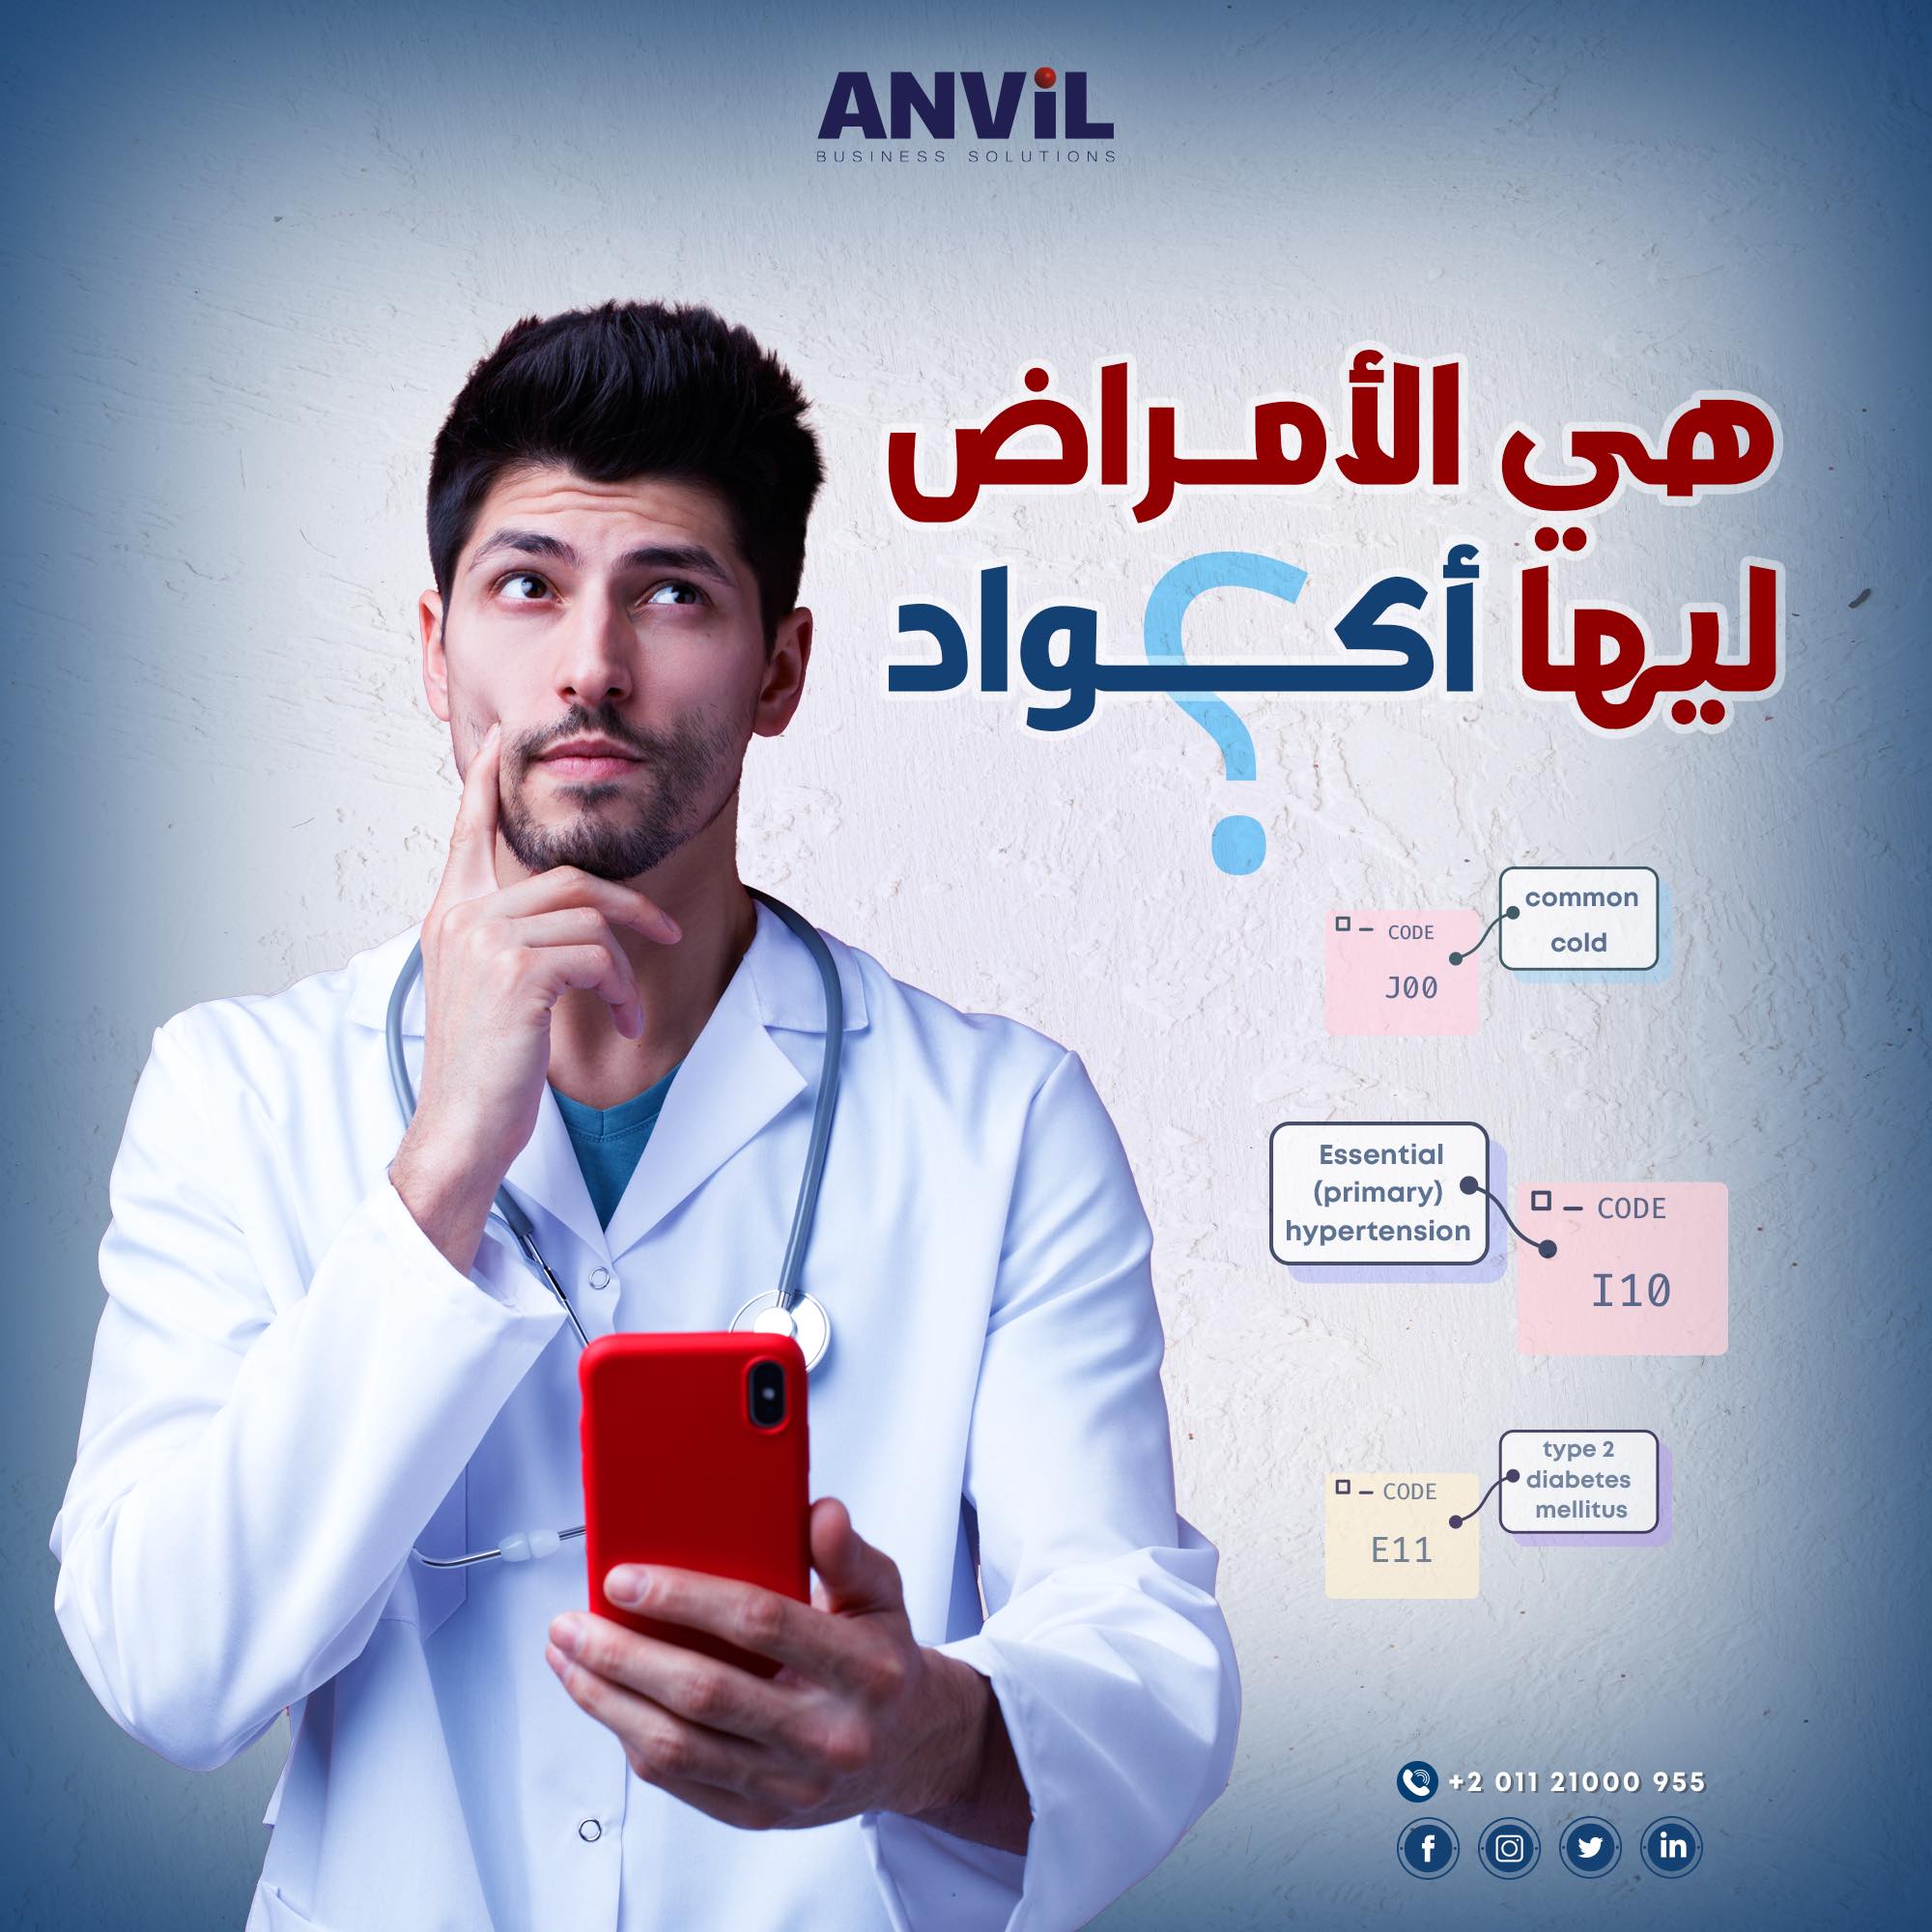 ANViL
BUSINESS SOLUTIONS
هي الأمـراض
ليها أكــواد
؟
common
cold
CODE
J00
Essential
(primary)
hypertension
CODE
I10
type 2
diabetes
mellitus
CODE
E11
+2 011 21000 955